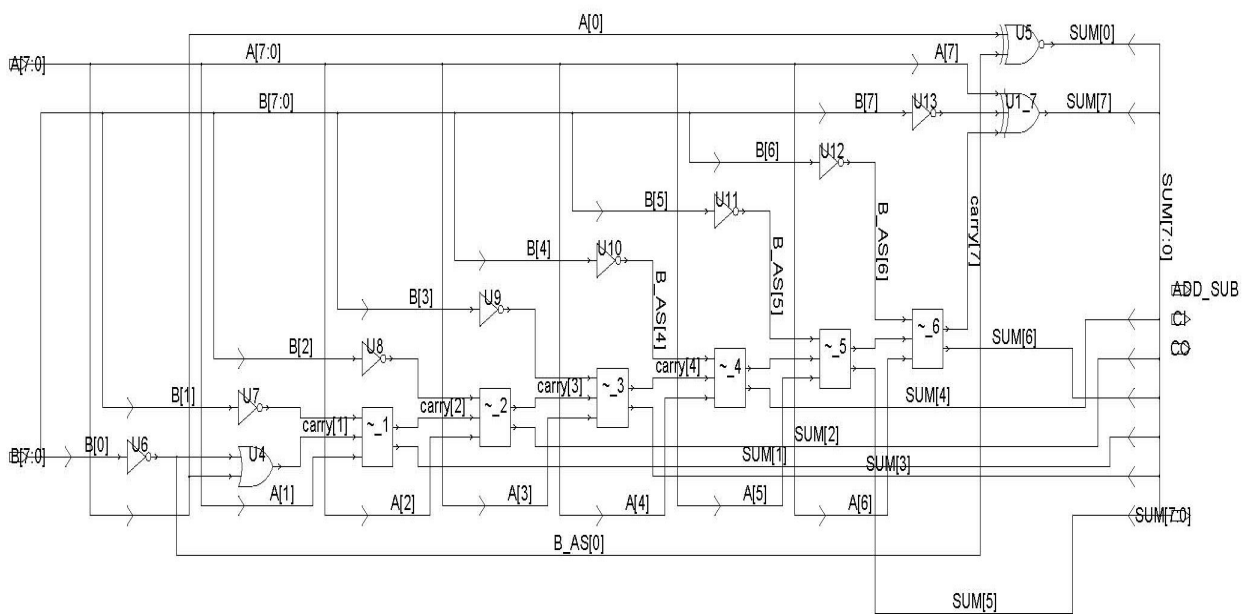 A[0]
U5
SUM[0]
A[7:0]
A[7:0]
A[7]
B[7:0]
B[7]
U13
U1_7
SUM[7]
B[6]
U12
B[5]
U11
B_AS[6]
carry[7]
SUM[7:0]
B[4]
U10
B_AS[5]
B[3]
U9
B_AS[4]
ADD_SUB
CI
CO
~_6
B[2]
U8
~_5
SUM[6]
carry[4]
~_4
B[1]
U7
carry[3]
~_3
carry[2]
~_2
SUM[4]
carry[1]
~_1
SUM[2]
B[7:0]
B[0]
U6
U4
SUM[1]
SUM[3]
A[1]
A[2]
A[3]
A[4]
A[5]
A[6]
SUM[7:0]
B_AS[0]
SUM[5]